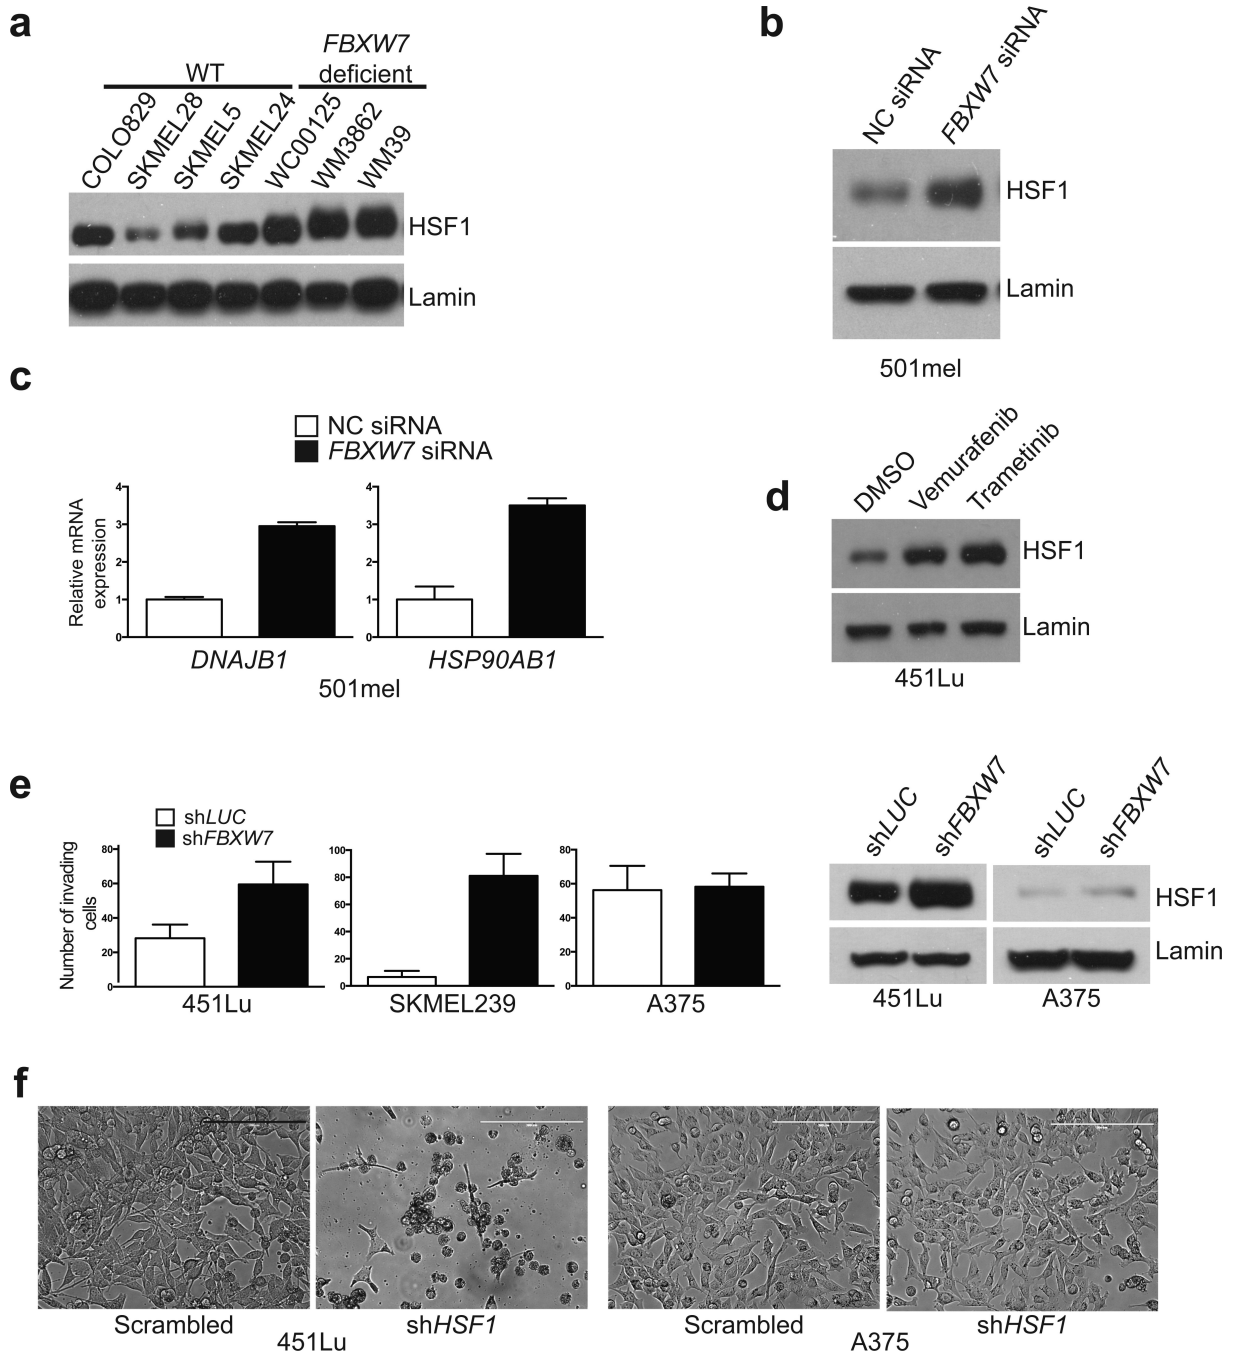 a
WT
FBXW7
deficient
COLO829
SKMEL28
SKMEL5
SKMEL24
WC00125
WM3862
WM39
HSF1
Lamin
b
NC siRNA
FBXW7 siRNA
HSF1
Lamin
501mel
c
NC siRNA
FBXW7 siRNA
Relative mRNA
expression
4
3
2
1
0
DNAJB1
4
3
2
1
0
HSP90AB1
501mel
d
DMSO
Vemurafenib
Trametinib
HSF1
Lamin
451Lu
e
shLUC
shFBXW7
Number of invading
cells
80
60
40
20
0
451Lu
100
80
60
40
20
0
SKMEL239
80
60
40
20
0
A375
shLUC
shFBXW7
shLUC
shFBXW7
HSF1
Lamin
451Lu
A375
f
Scrambled
shHSF1
451Lu
Scrambled
shHSF1
A375